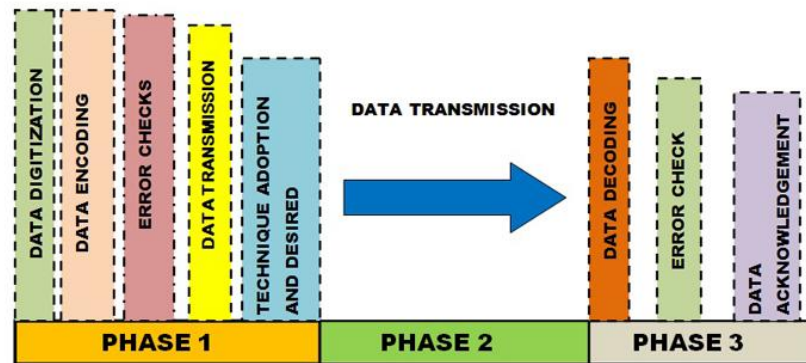 DATA DIGITIZATION
DATA ENCODING
ERROR CHECKS
DATA TRANSMISSION
TECHNIQUE ADOPTION
AND DESIRED
DATA TRANSMISSION
DATA DECODING
ERROR CHECK
DATA
ACKNOWLEDGEMENT
PHASE 1
PHASE 2
PHASE 3